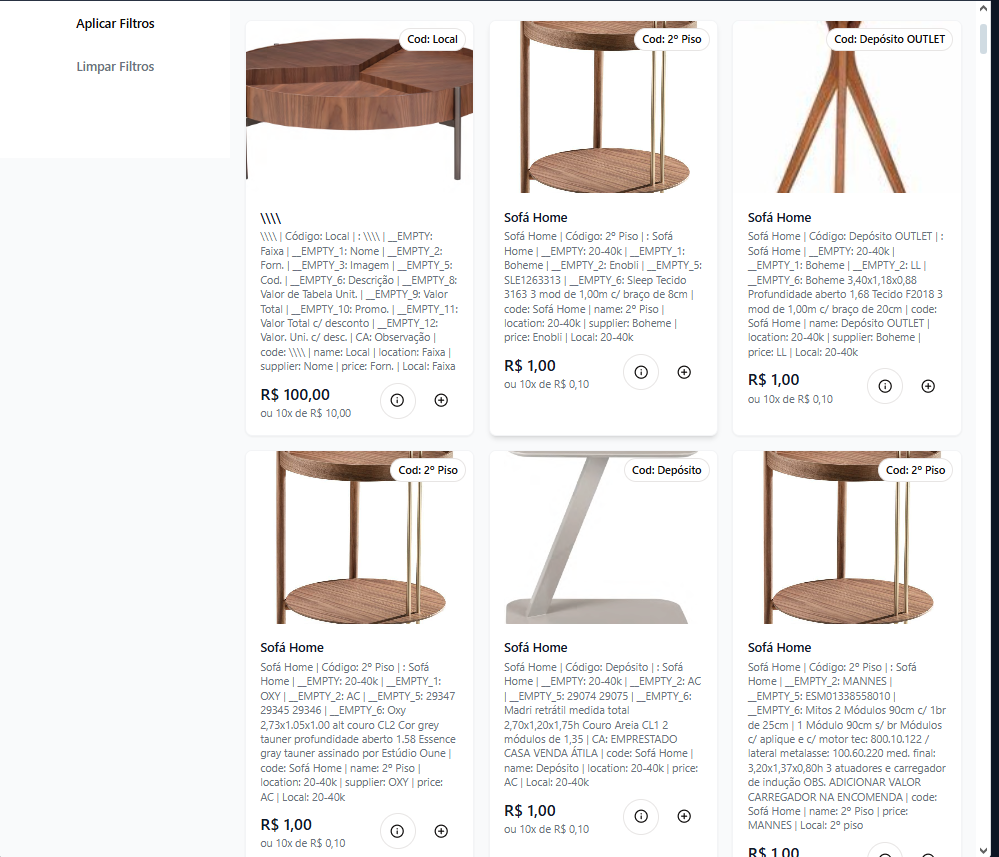 Aplicar Filtros
Limpar Filtros
Cod: Local
\\\\
\\\\ | Código: Local | : \\\\ | __EMPTY:
Faixa | __EMPTY_1: Nome | __EMPTY_2:
Forn. | __EMPTY_3: Imagem | __EMPTY_5:
Cod. | __EMPTY_6: Descrição | __EMPTY_8:
Valor de Tabela Unit. | __EMPTY_9: Valor
Total | __EMPTY_10: Promo. | __EMPTY_11:
Valor Total c/ desconto | __EMPTY_12:
Valor. Uni. c/ desc. | CA: Observação |
code: \\\\ | name: Local | location: Faixa |
supplier: Nome | price: Forn. | Local: Faixa
R$ 100,00
ou 10x de R$ 10,00
Cod: 2º Piso
Sofá Home
Sofá Home | Código: 2º Piso | : Sofá
Home | __EMPTY: 20-40k | __EMPTY_1:
Boheme | __EMPTY_2: Enobli | __EMPTY_5:
SLE1263313 | __EMPTY_6: Sleep Tecido
3163 3 mod de 1,00m c/ braço de 8cm |
code: Sofá Home | name: 2º Piso |
location: 20-40k | supplier: Boheme |
price: Enobli | Local: 20-40k
R$ 1,00
ou 10x de R$ 0,10
Cod: Depósito OUTLET
Sofá Home
Sofá Home | Código: Depósito OUTLET | :
Sofá Home | __EMPTY: 20-40k |
__EMPTY_1: Boheme | __EMPTY_2: LL |
__EMPTY_6: Boheme 3,40x1,18x0,88
Profundidade aberto 1,68 Tecido F2018 3
mod de 1,00m c/ braço de 20cm | code:
Sofá Home | name: Depósito OUTLET |
location: 20-40k | supplier: Boheme |
price: LL | Local: 20-40k
R$ 1,00
ou 10x de R$ 0,10
Cod: 2º Piso
Sofá Home
Sofá Home | Código: 2º Piso | : Sofá
Home | __EMPTY: 20-40k | __EMPTY_1:
OXY | __EMPTY_2: AC | __EMPTY_5: 29347
29345 29346 | __EMPTY_6: Oxy
2,73x1.05x1.00 alt couro CL2 Cor grey
tauner profundidade aberto 1.58 Essence
gray tauner assinado por Estúdio Oune |
code: Sofá Home | name: 2º Piso |
location: 20-40k | supplier: OXY | price:
AC | Local: 20-40k
R$ 1,00
ou 10x de R$ 0,10
Cod: Depósito
Sofá Home
Sofá Home | Código: Depósito | : Sofá
Home | __EMPTY: 20-40k | __EMPTY_2: AC
| __EMPTY_5: 29074 29075 | __EMPTY_6:
Madri retrátil medida total
2,70x1,20x1,75h Couro Areia CL1 2
módulos de 1,35 | CA: EMPRESTADO
CASA VENDA ÁTILA | code: Sofá Home |
name: Depósito | location: 20-40k | price:
AC | Local: 20-40k
R$ 1,00
ou 10x de R$ 0,10
Cod: 2º Piso
Sofá Home
Sofá Home | Código: 2º Piso | : Sofá
Home | __EMPTY_2: MANNES |
__EMPTY_5: ESM01338558010 |
__EMPTY_6: Mitos 2 Módulos 90cm c/ 1br
de 25cm | 1 Módulo 90cm s/ br Módulos
c/ aplique e c/ motor tec: 800.10.122 /
lateral metalasse: 100.60.220 med. final:
3,20x1,37x0,80h 3 atuadores e carregador
de indução OBS. ADICIONAR VALOR
CARREGADOR NA ENCOMENDA | code:
Sofá Home | name: 2º Piso | price:
MANNES | Local: 2º piso
R$ 1,00